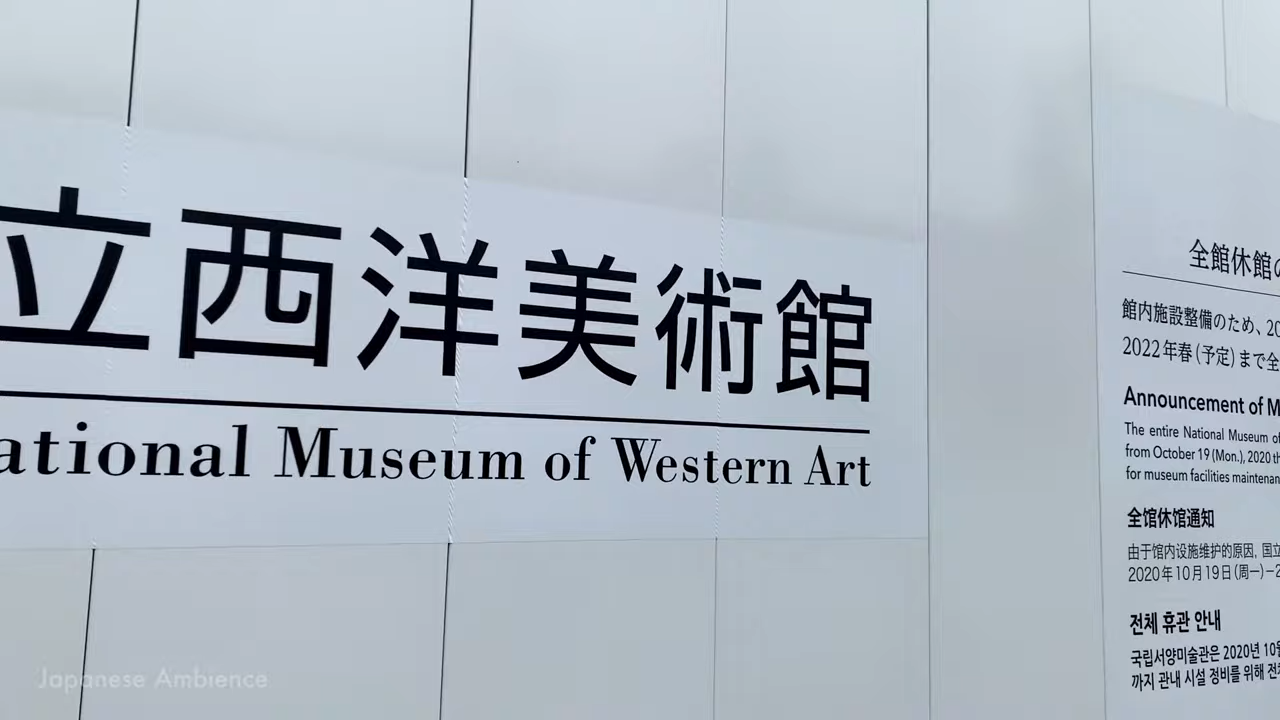 立西洋美術館
ational Museum of Western Art
全館休館の
館内施設整備のため、20
2022年春(予定)まで全
Announcement of M
The entire National Museum of
from October 19 (Mon.), 2020 th
for museum facilities maintenan
全馆休馆通知
由于馆内设施维护的原因, 国立
2020年10月19日(周一)−2
전체 휴관 안내
국립서양미술관은 2020년 10월
까지 관내 시설 정비를 위해 전체
Japanese Ambience